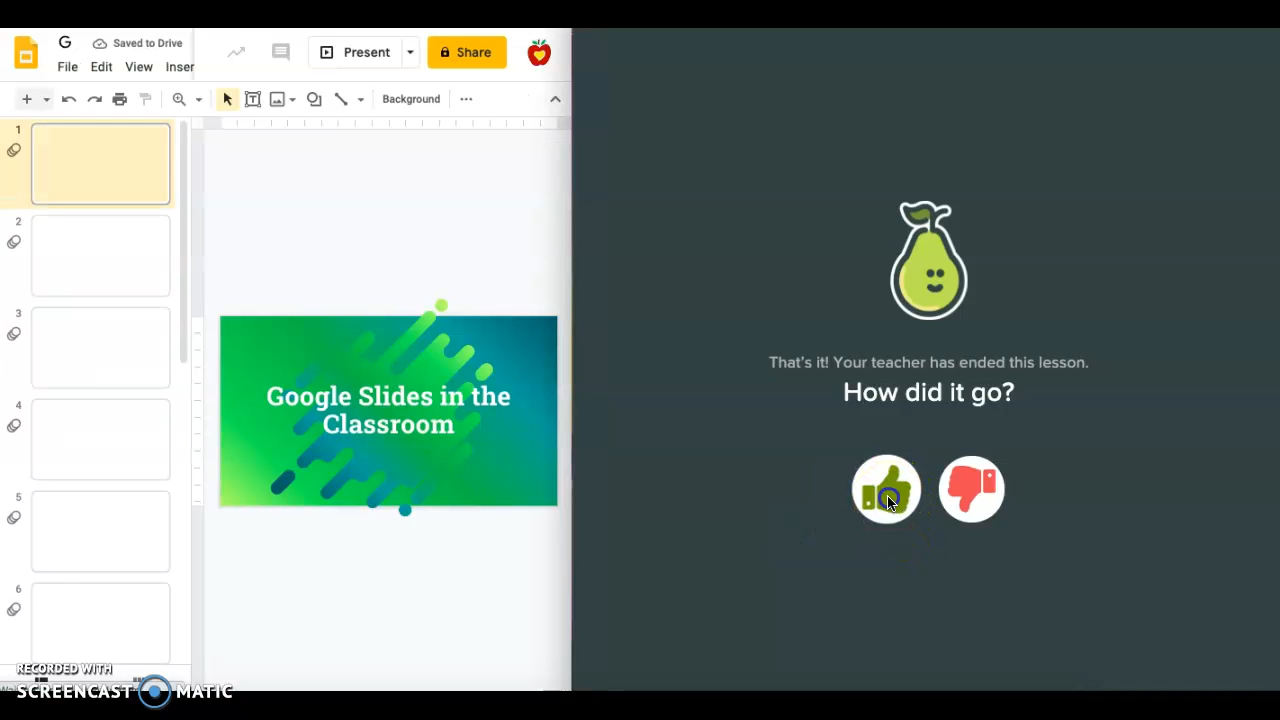 G
Saved to Drive
Present
Share
File Edit View Inser
Background
1
2
3
4
5
6
Google Slides in the
Classroom
That's it! Your teacher has ended this lesson.
How did it go?
RECORDED WITH
SCREENCAST MATIC